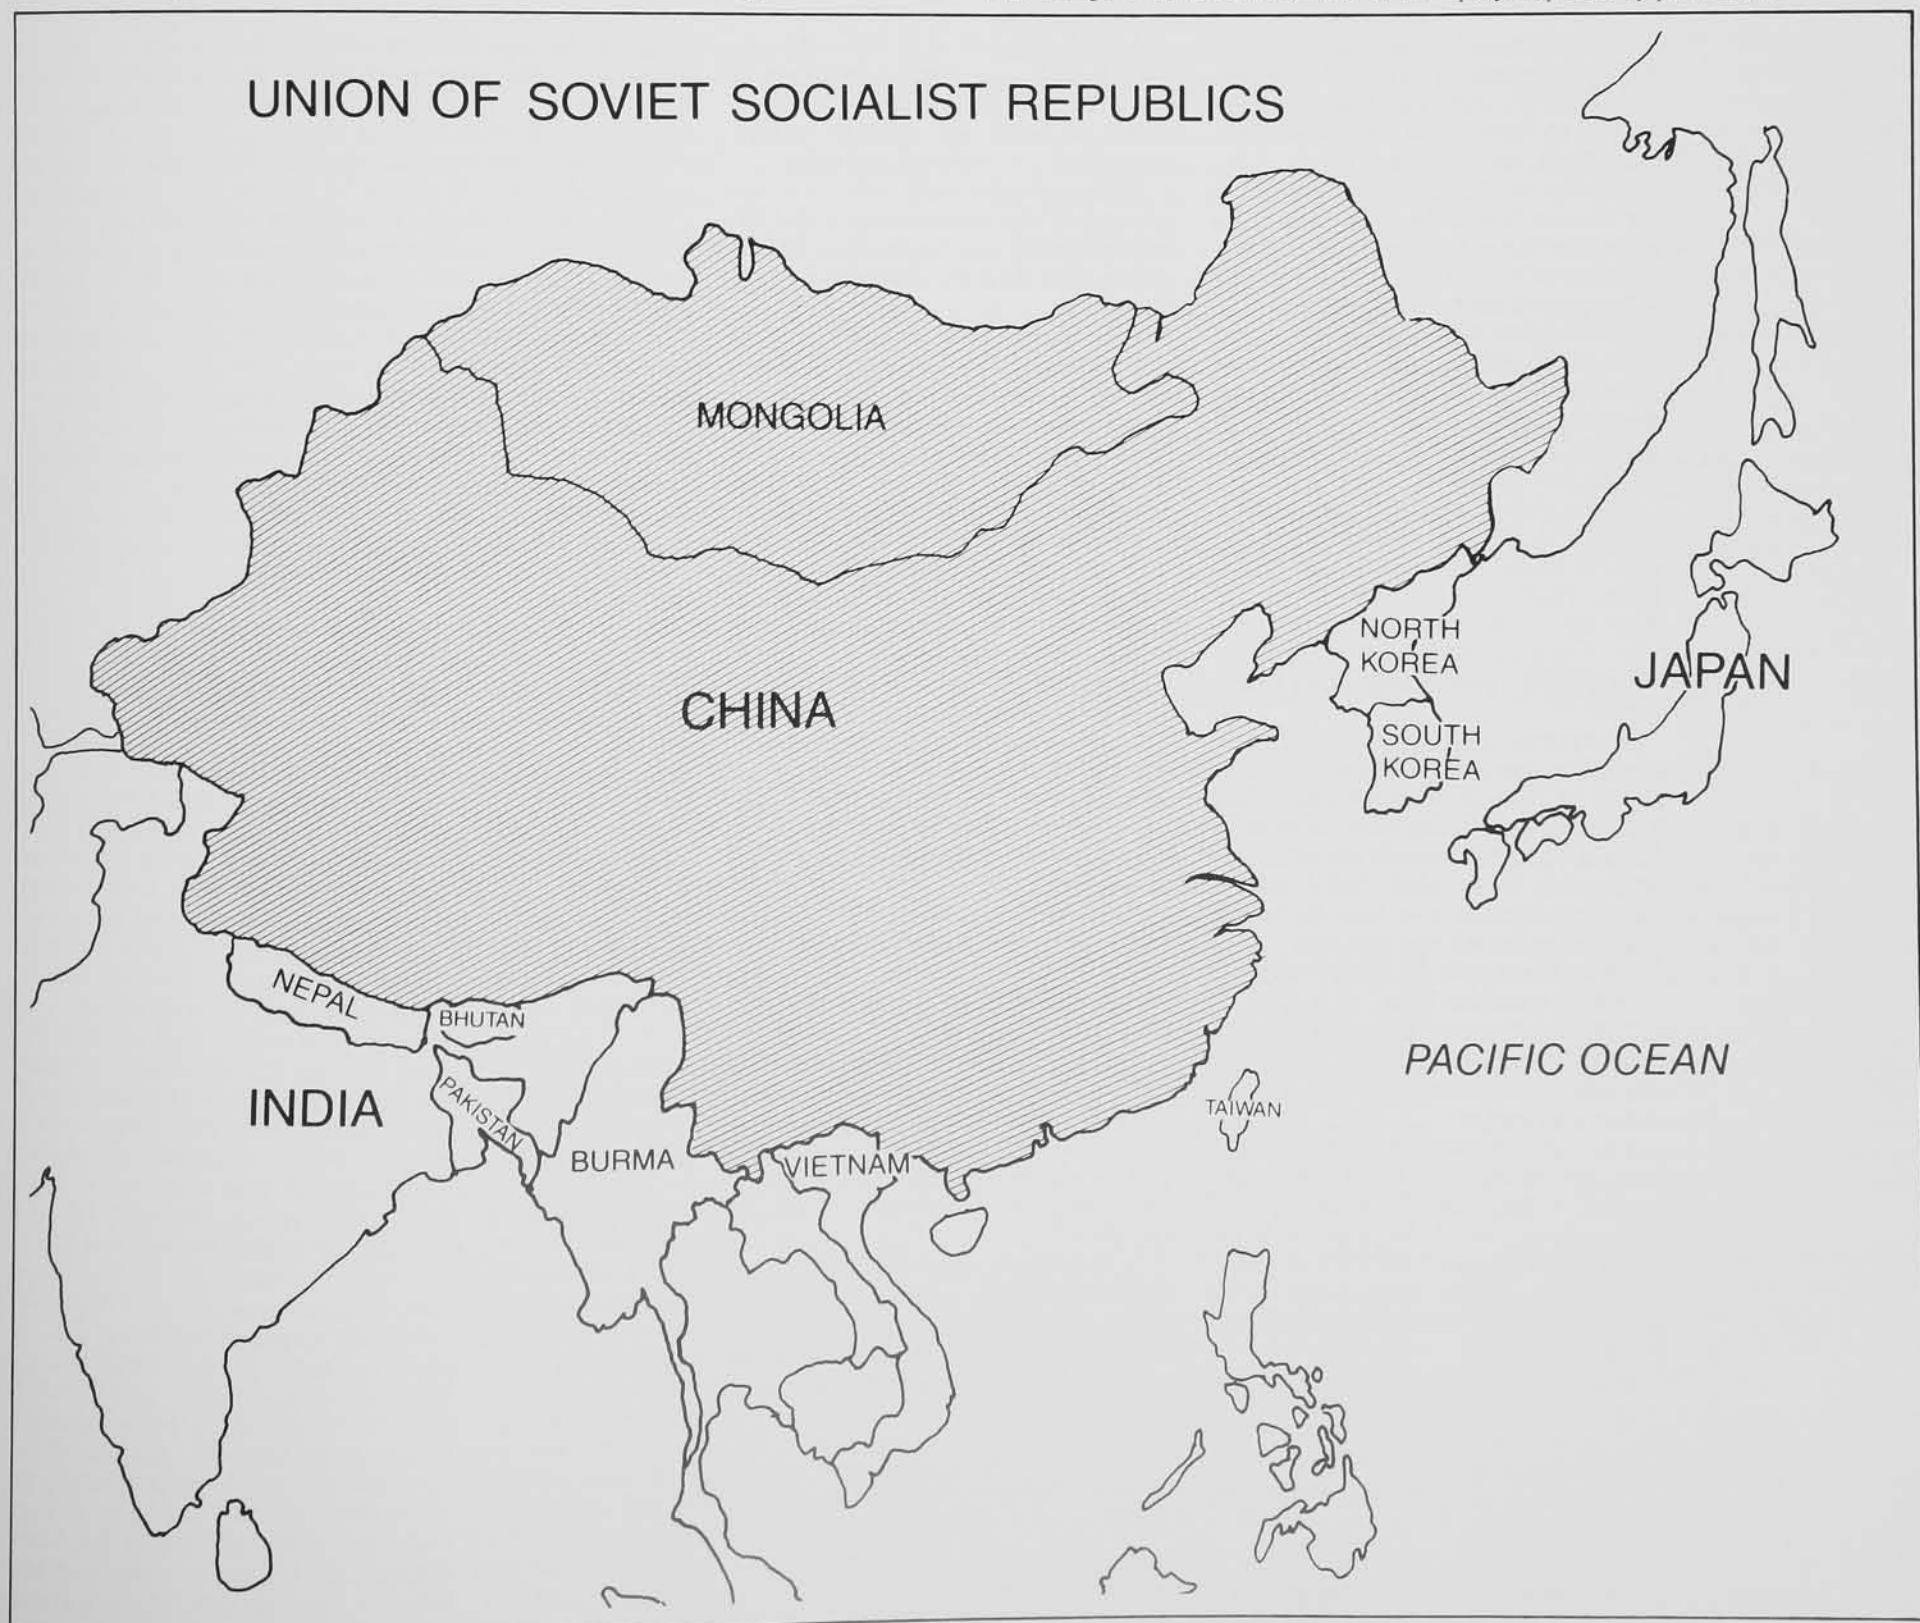 UNION OF SOVIET SOCIALIST REPUBLICS
MONGOLIA
CHINA
NORTH
KOREA
JAPAN
SOUTH
KOREA
NEPAL
BHUTAN
PACIFIC OCEAN
INDIA
PAKISTAN
TAIWAN
BURMA
VIETNAM